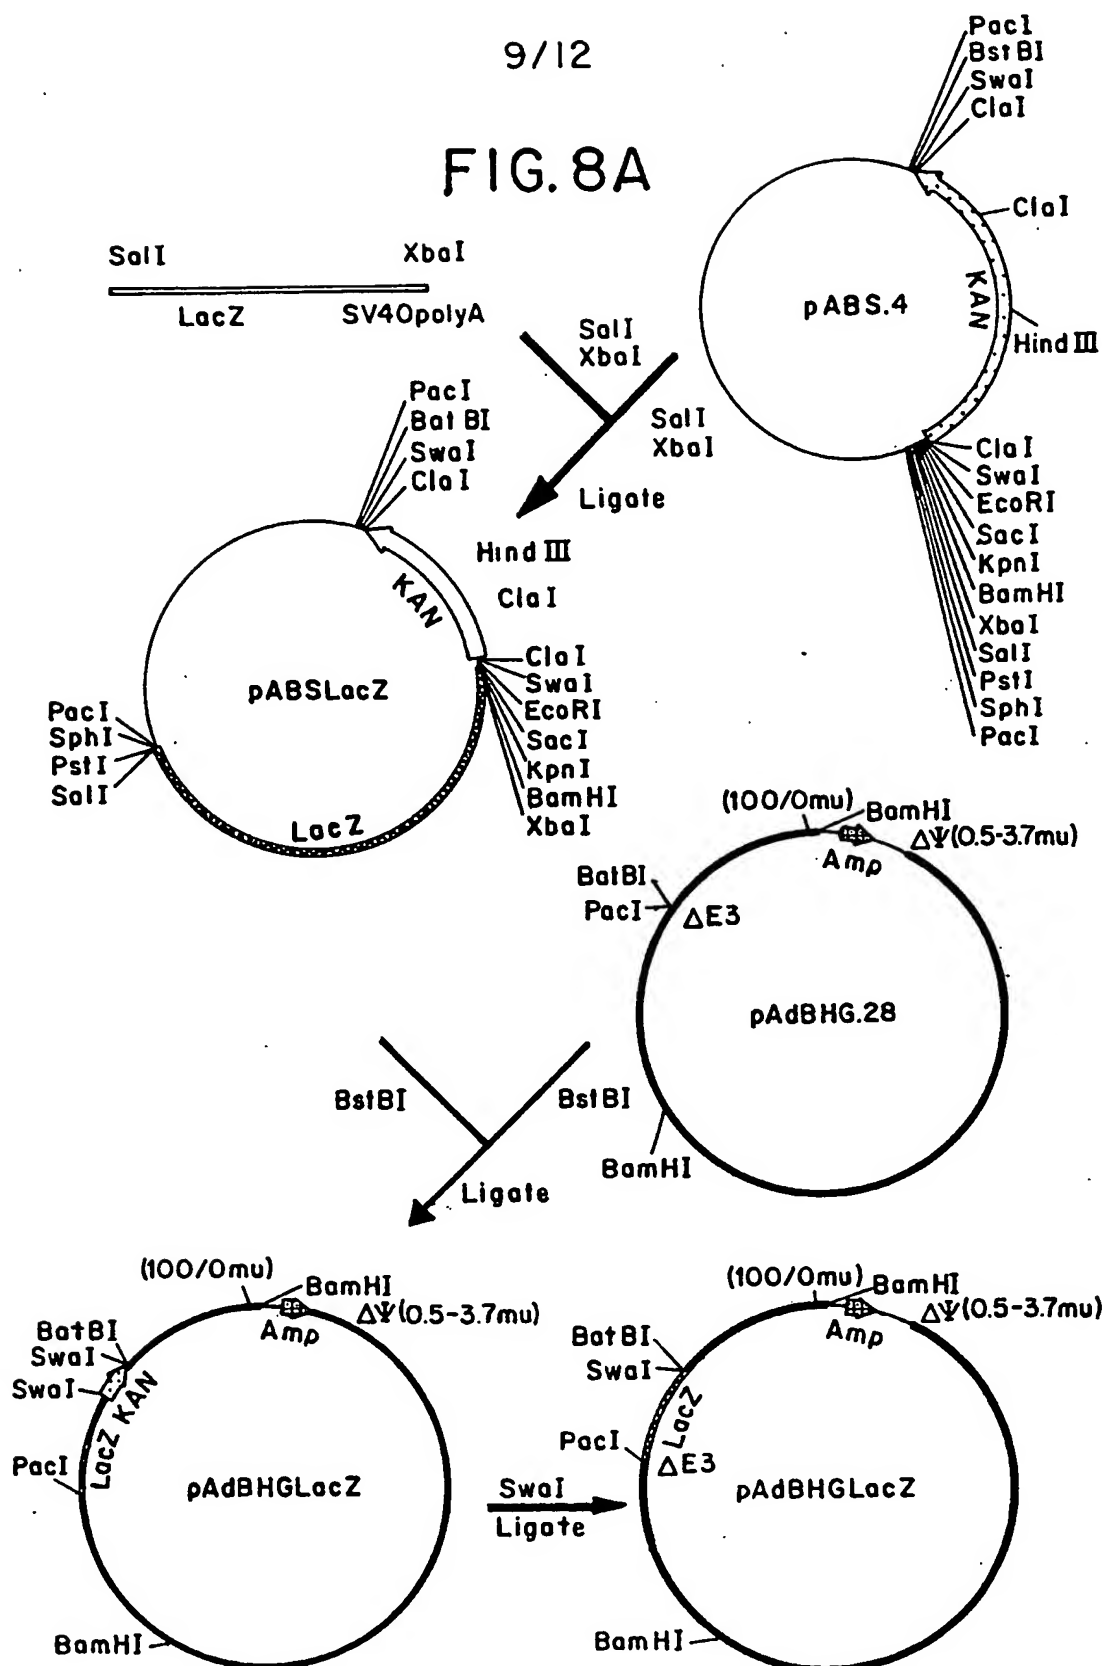 9/12
FIG. 8A
PacI
BstBI
SwaI
ClaI
ClaI
KAN
pABS.4
Hind III
ClaI
SwaI
EcoRI
SacI
KpnI
BamHI
XbaI
SalI
PstI
SphI
PacI
SalI
XbaI
LacZ
SV40polyA
SalI
XbaI
SalI
XbaI
Ligate
PacI
BatBI
SwaI
ClaI
Hind III
ClaI
KAN
pABSLacZ
ClaI
SwaI
EcoRI
SacI
KpnI
BamHI
XbaI
PacI
SphI
PstI
SalI
LacZ
(100/0mu)
BamHI
ΔΨ(0.5-3.7mu)
Amp
BatBI
PacI
ΔE3
pAdBHG.28
BamHI
BstBI
BstBI
Ligate
(100/0mu)
BamHI
ΔΨ(0.5-3.7mu)
Amp
BatBI
SwaI
SwaI
KAN
LacZ
PacI
pAdBHGLacZ
BamHI
SwaI
Ligate
(100/0mu)
BamHI
ΔΨ(0.5-3.7mu)
Amp
BatBI
SwaI
LacZ
PacI
ΔE3
pAdBHGLacZ
BamHI